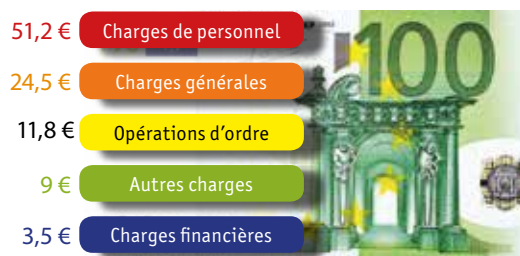 51,2 € Charges de personnel
24,5 € Charges générales
11,8 € Opérations d'ordre
9 € Autres charges
3,5 € Charges financières
100